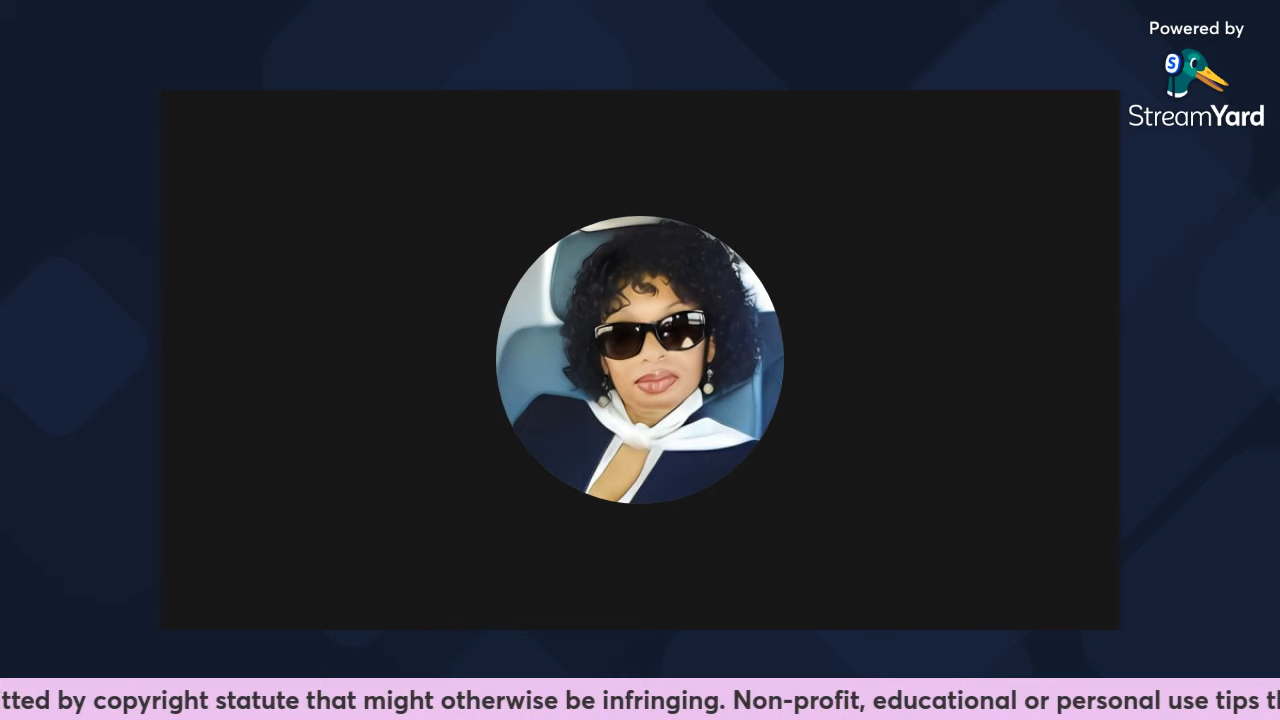 Powered by
S
StreamYard
tted by copyright statute that might otherwise be infringing. Non-profit, educational or personal use tips t